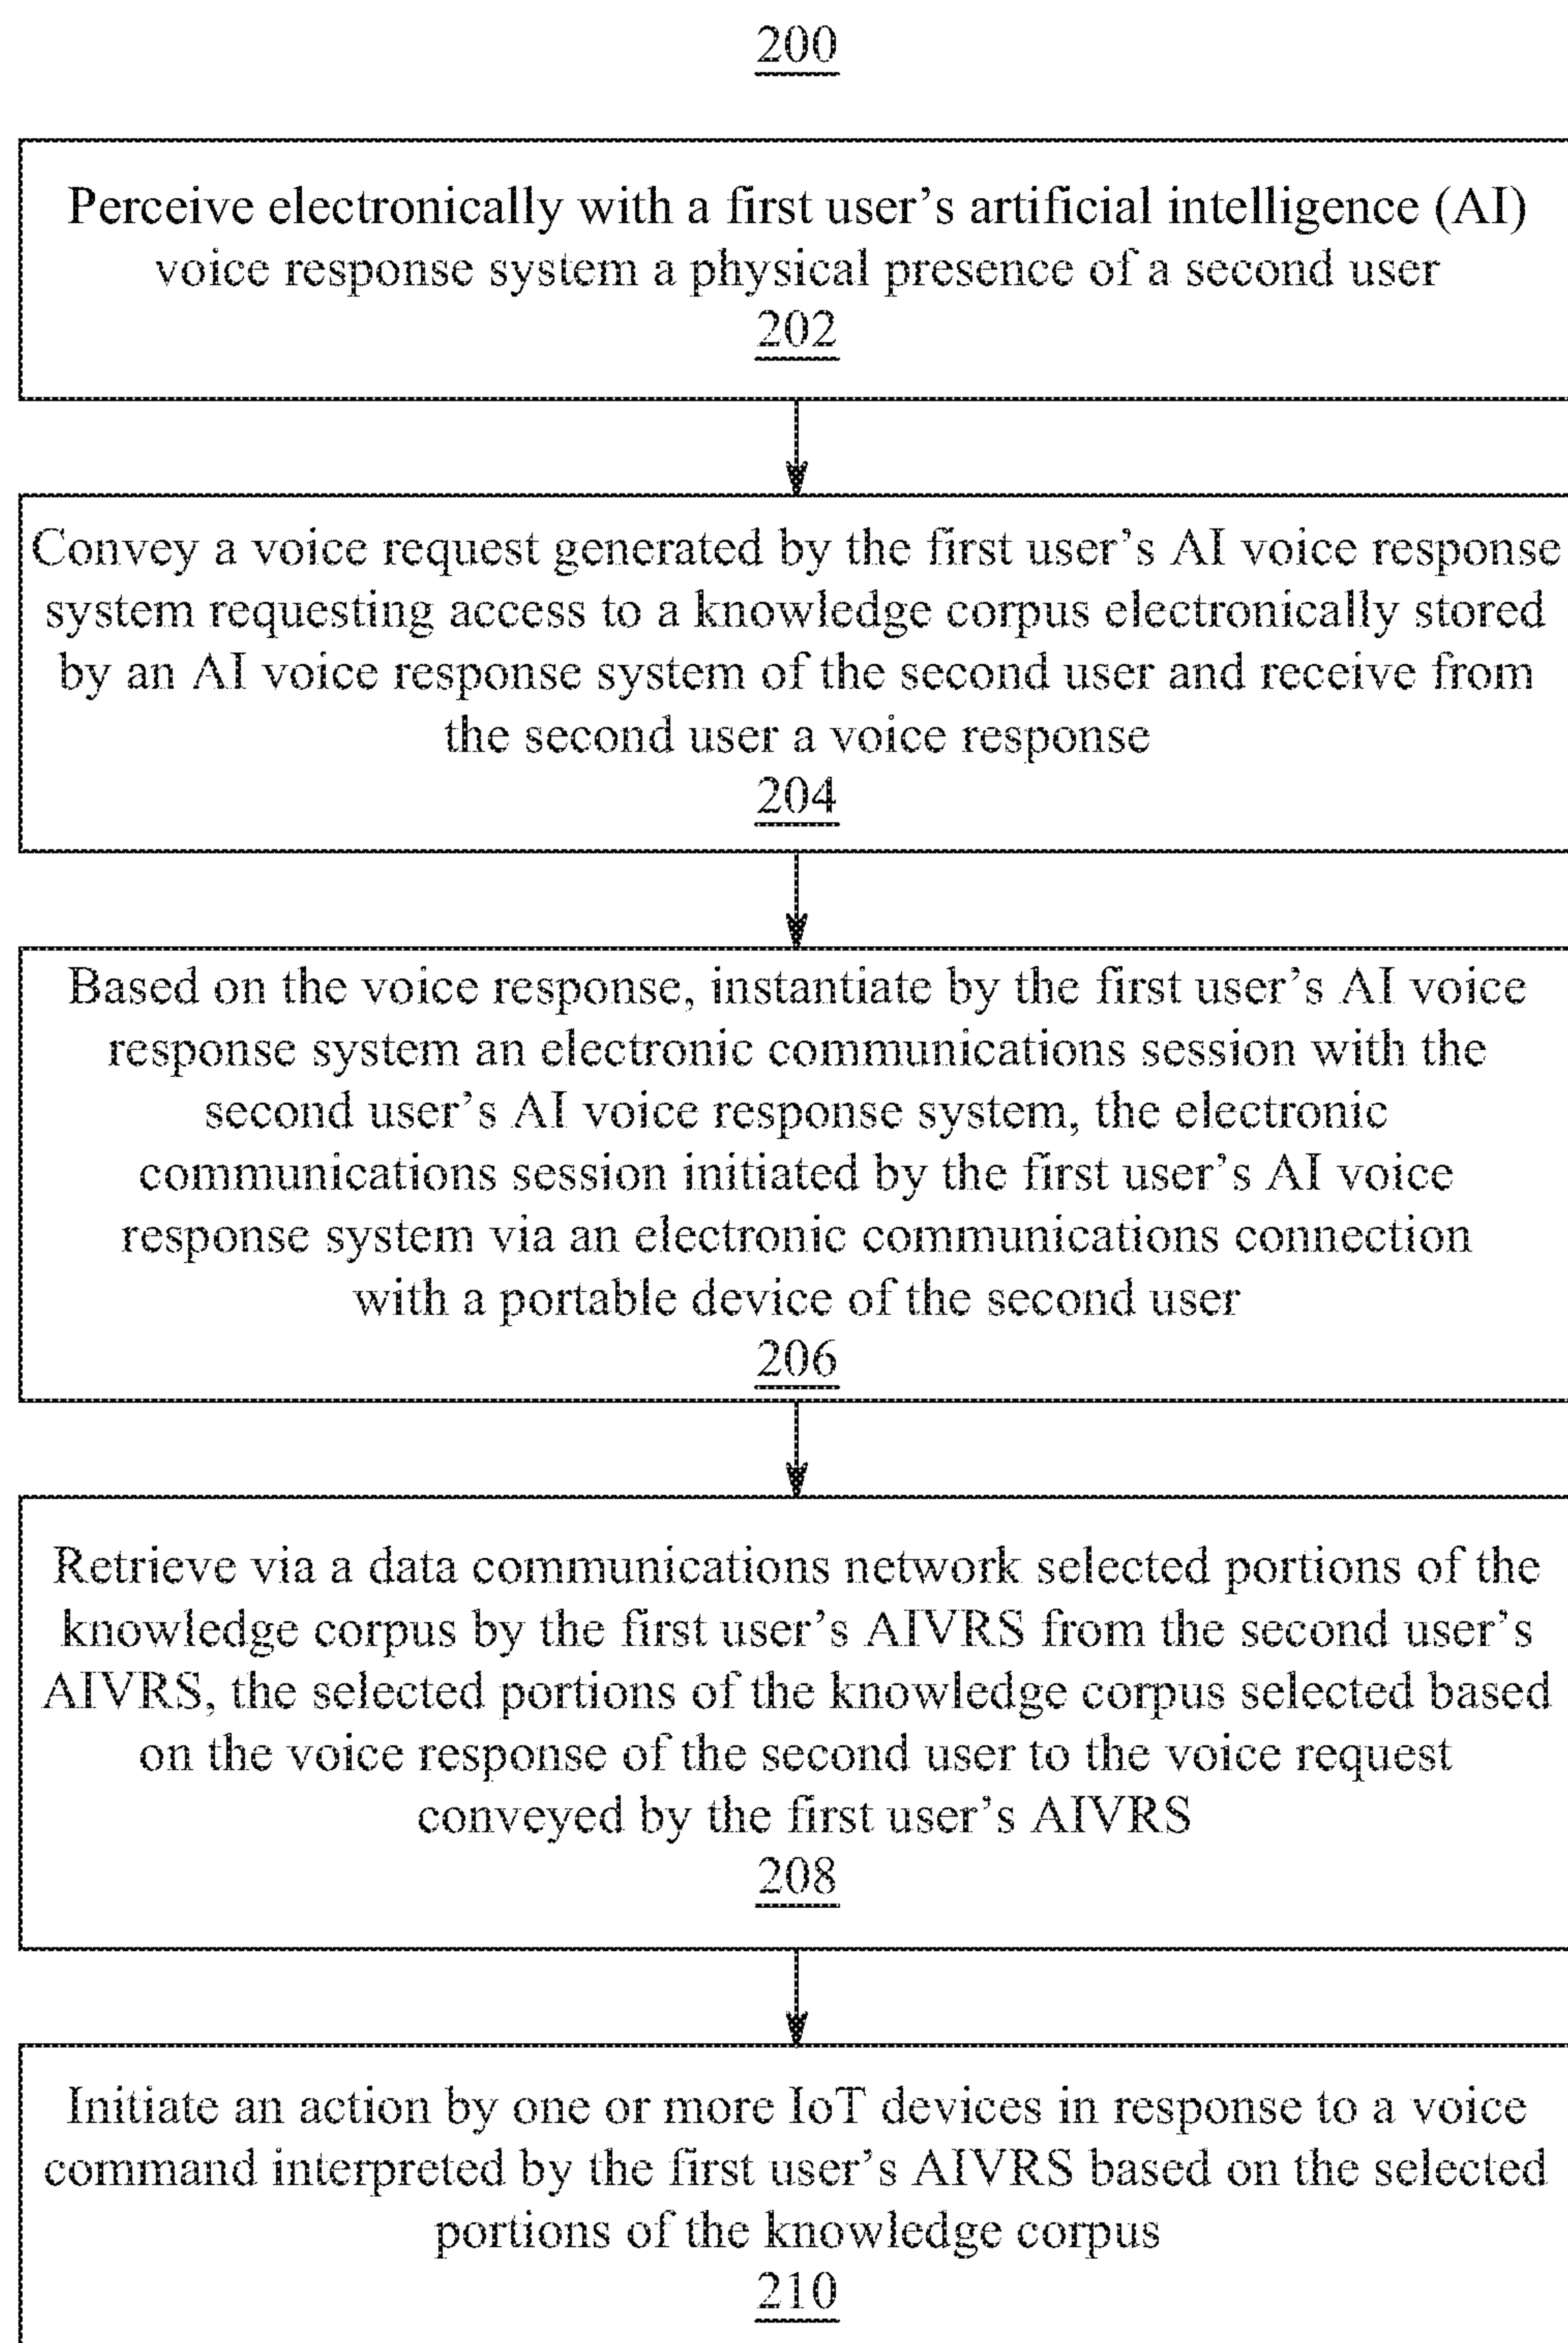 200
Perceive electronically with a first user's artificial intelligence (AI)
voice response system a physical presence of a second user
202
Convey a voice request generated by the first user's AI voice response
system requesting access to a knowledge corpus electronically stored
by an AI voice response system of the second user and receive from
the second user a voice response
204
Based on the voice response, instantiate by the first user's AI voice
response system an electronic communications session with the
second user's AI voice response system, the electronic
communications session initiated by the first user's AI voice
response system via an electronic communications connection
with a portable device of the second user
206
Retrieve via a data communications network selected portions of the
knowledge corpus by the first user's AIVRS from the second user's
AIVRS, the selected portions of the knowledge corpus selected based
on the voice response of the second user to the voice request
conveyed by the first user's AIVRS
208
Initiate an action by one or more IoT devices in response to a voice
command interpreted by the first user's AIVRS based on the selected
portions of the knowledge corpus
210